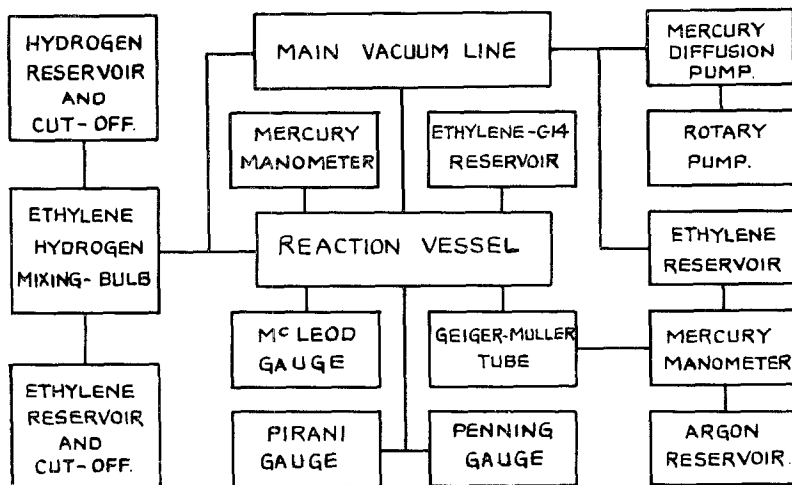 HYDROGEN
RESERVOIR
AND
CUT-OFF.
MAIN VACUUM LINE
MERCURY
DIFFUSION
PUMP.
MERCURY
MANOMETER
ETHYLENE-C14
RESERVOIR
ROTARY
PUMP.
ETHYLENE
HYDROGEN
MIXING-BULB
REACTION VESSEL
ETHYLENE
RESERVOIR
McLEOD
GAUGE
GEIGER-MULLER
TUBE
MERCURY
MANOMETER
ETHYLENE
RESERVOIR
AND
CUT-OFF.
PIRANI
GAUGE
PENNING
GAUGE
ARGON
RESERVOIR.